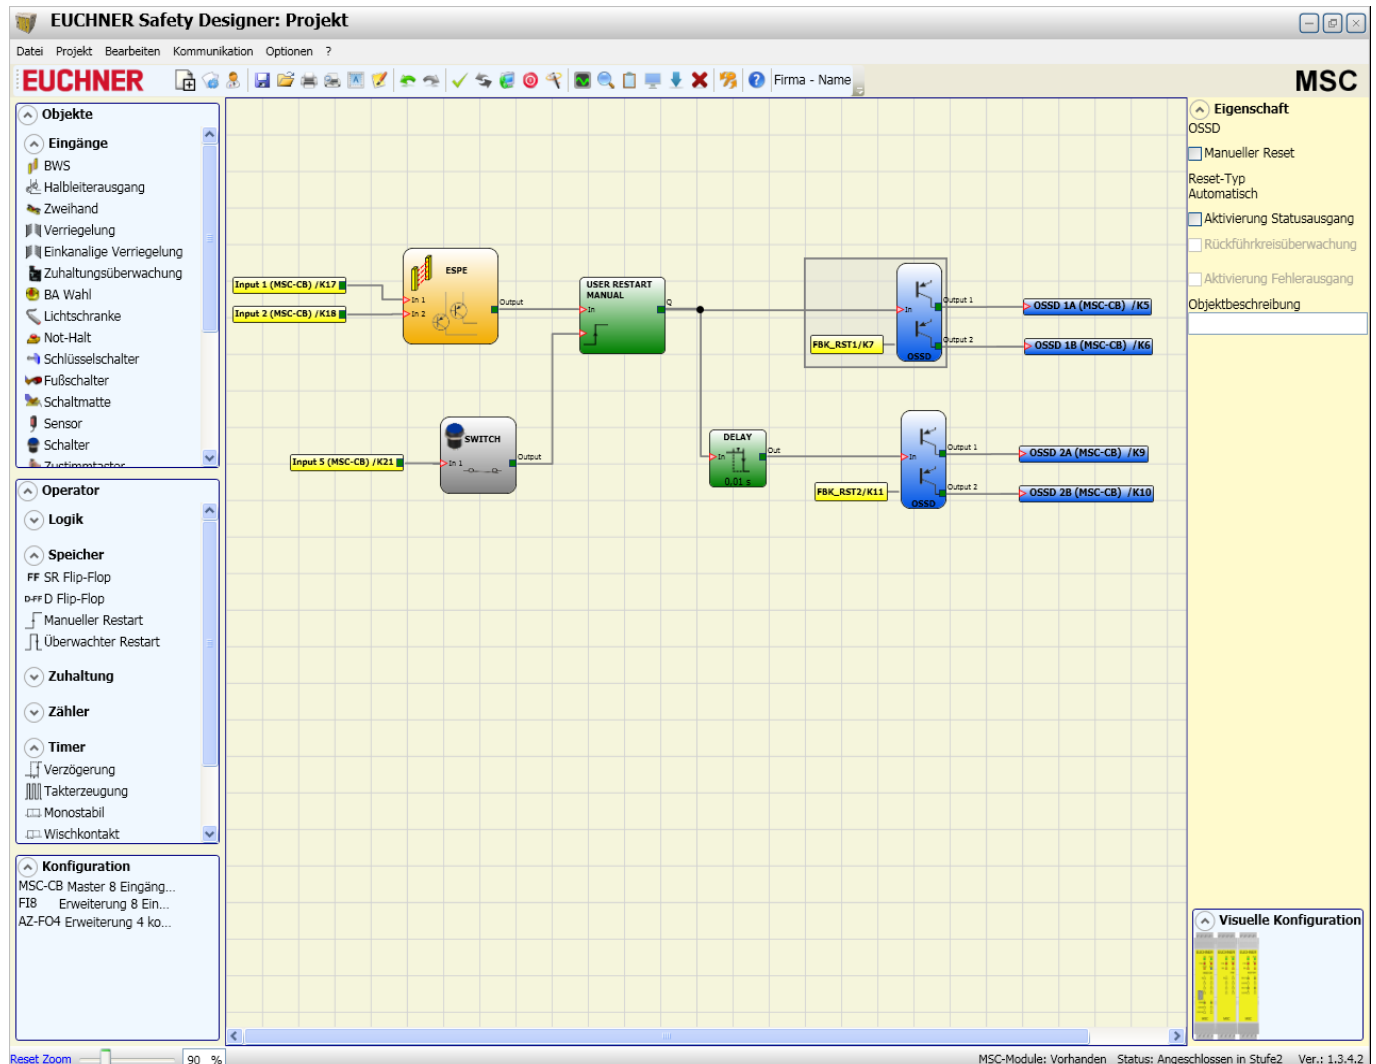 EUCHNER Safety Designer: Projekt
Datei Projekt Bearbeiten Kommunikation Optionen ?
EUCHNER
Firma - Name
MSC
Objekte
Eingänge
BWS
Halbleiterausgang
Zweihand
Verriegelung
Einkanalige Verriegelung
Zuhaltungsüberwachung
BA Wahl
Lichtschranke
Not-Halt
Schlüsselschalter
Fußschalter
Schaltmatte
Sensor
Schalter
Zustimmtaster
Operator
Logik
Speicher
FF SR Flip-Flop
D-FF D Flip-Flop
Manueller Restart
Überwachter Restart
Zuhaltung
Zähler
Timer
Verzögerung
Takterzeugung
Monostabil
Wischkontakt
Konfiguration
MSC-CB Master 8 Eingäng...
FI8 Erweiterung 8 Ein...
AZ-FO4 Erweiterung 4 ko...
Reset Zoom 90 %
Input 1 (MSC-CB) /K17
Input 2 (MSC-CB) /K18
ESPE
In 1
In 2
Output
USER RESTART
MANUAL
In
Q
Input 5 (MSC-CB) /K21
SWITCH
In 1
Output
DELAY
In
Out
0.01 s
FBK_RST1/K7
In
Output 1
Output 2
OSSD
OSSD 1A (MSC-CB) /K5
OSSD 1B (MSC-CB) /K6
FBK_RST2/K11
In
Output 1
Output 2
OSSD
OSSD 2A (MSC-CB) /K9
OSSD 2B (MSC-CB) /K10
Eigenschaft
OSSD
Manueller Reset
Reset-Typ
Automatisch
Aktivierung Statusausgang
Rückführkreisüberwachung
Aktivierung Fehlerausgang
Objektbeschreibung
Visuelle Konfiguration
MSC-Module: Vorhanden Status: Angeschlossen in Stufe2 Ver.: 1.3.4.2